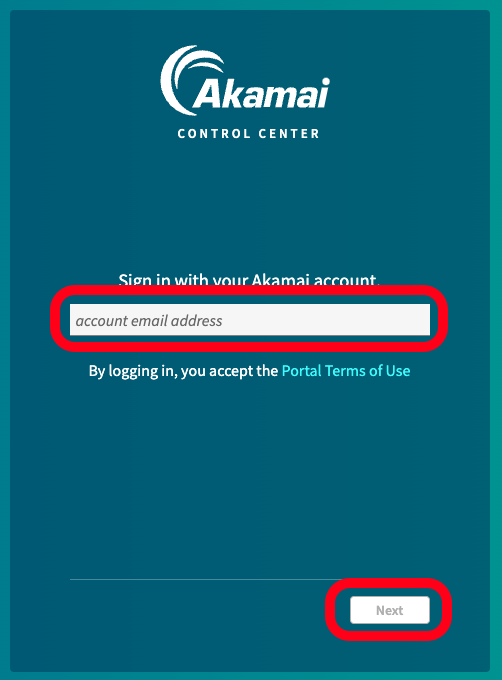 Akamai
CONTROL CENTER
Sign in with your Akamai account.
account email address
By logging in, you accept the Portal Terms of Use
Next